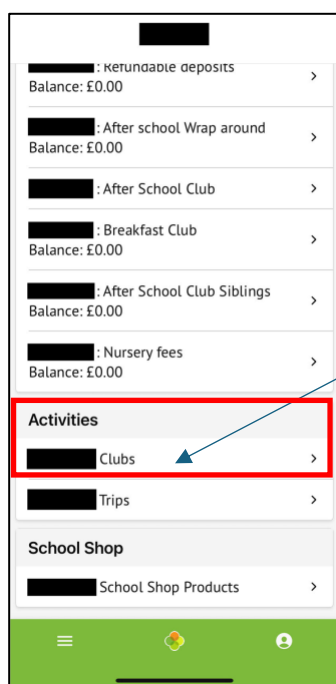 : Refundable deposits
Balance: £0.00
: After school Wrap around
Balance: £0.00
: After School Club
: Breakfast Club
Balance: £0.00
: After School Club Siblings
Balance: £0.00
: Nursery fees
Balance: £0.00
Activities
Clubs
Trips
School Shop
School Shop Products